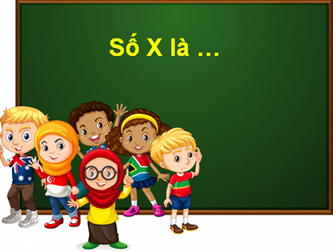 Số X là ...